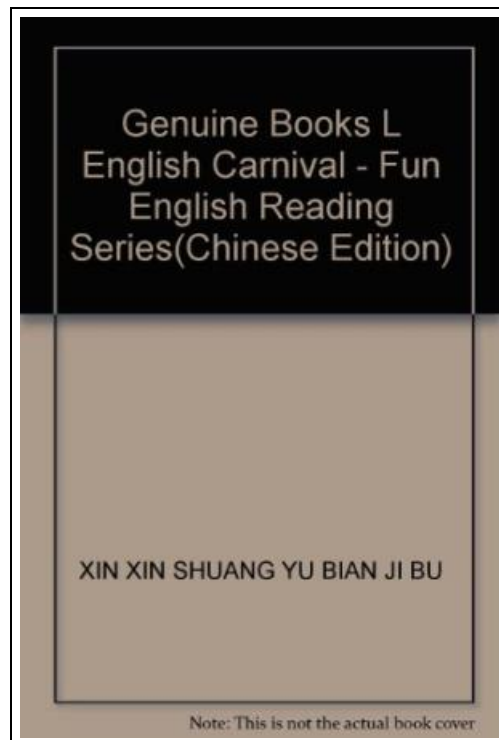 Genuine Books L
English Carnival - Fun
English Reading
Series(Chinese Edition)
XIN XIN SHUANG YU BIAN JI BU
Note: This is not the actual book cover